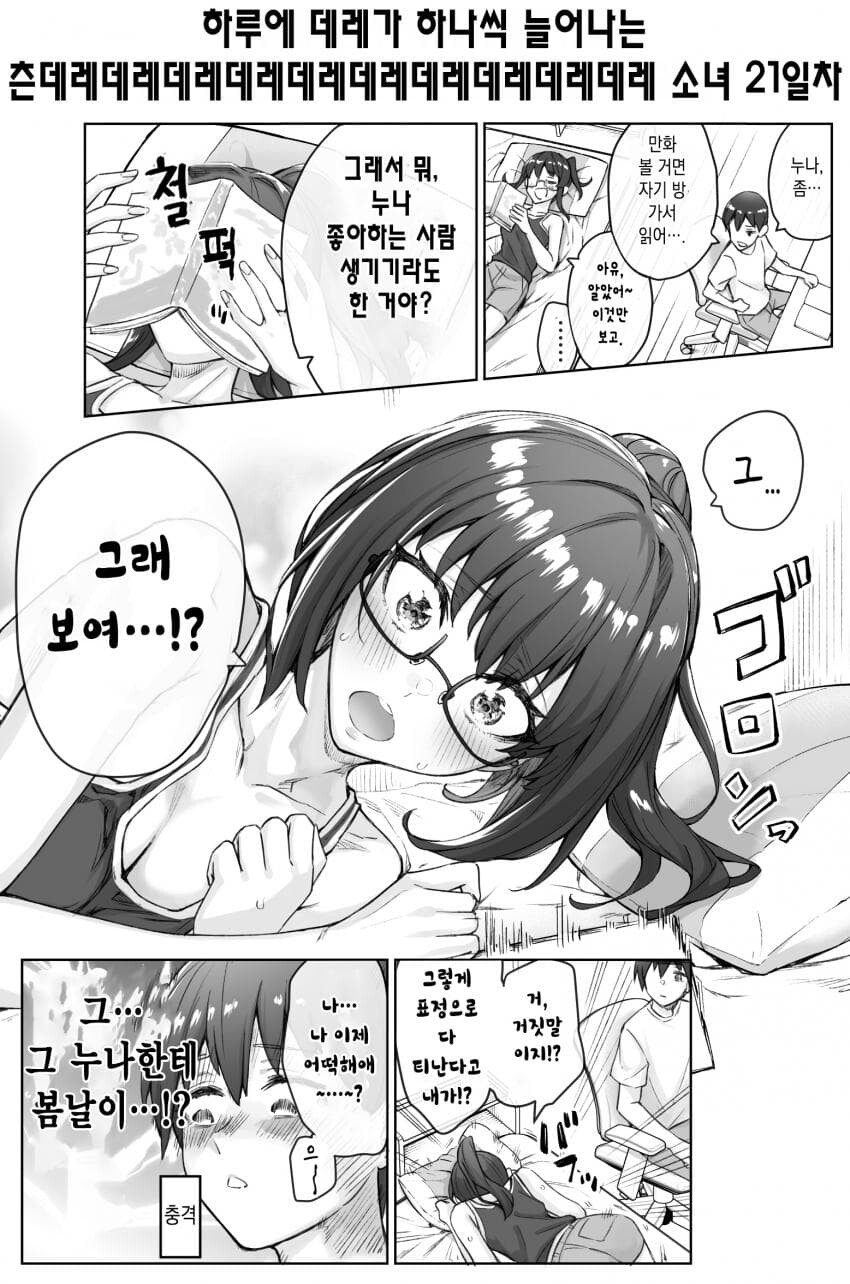 하루에 데레가 하나씩 늘어나는
츤데레데레데레데레데레데레데레데레데레데레 소녀 21일차
누나,
좀…
만화
볼 거면
자기 방
가서
읽어….
아유,
알았어~
이것만
보고.
……
그래서 뭐,
누나
좋아하는 사람
생기기라도
한 거야?
철
퍽
그…
ゴロン
그래
보여…!?
거,
거짓말
이지!?
그렇게
표정으로
다
티난다고
내가!?
ブブッ
나…
나 이제
어떡해애
~…~?
으
그…
그 누나한테
봄날이…!?
충격